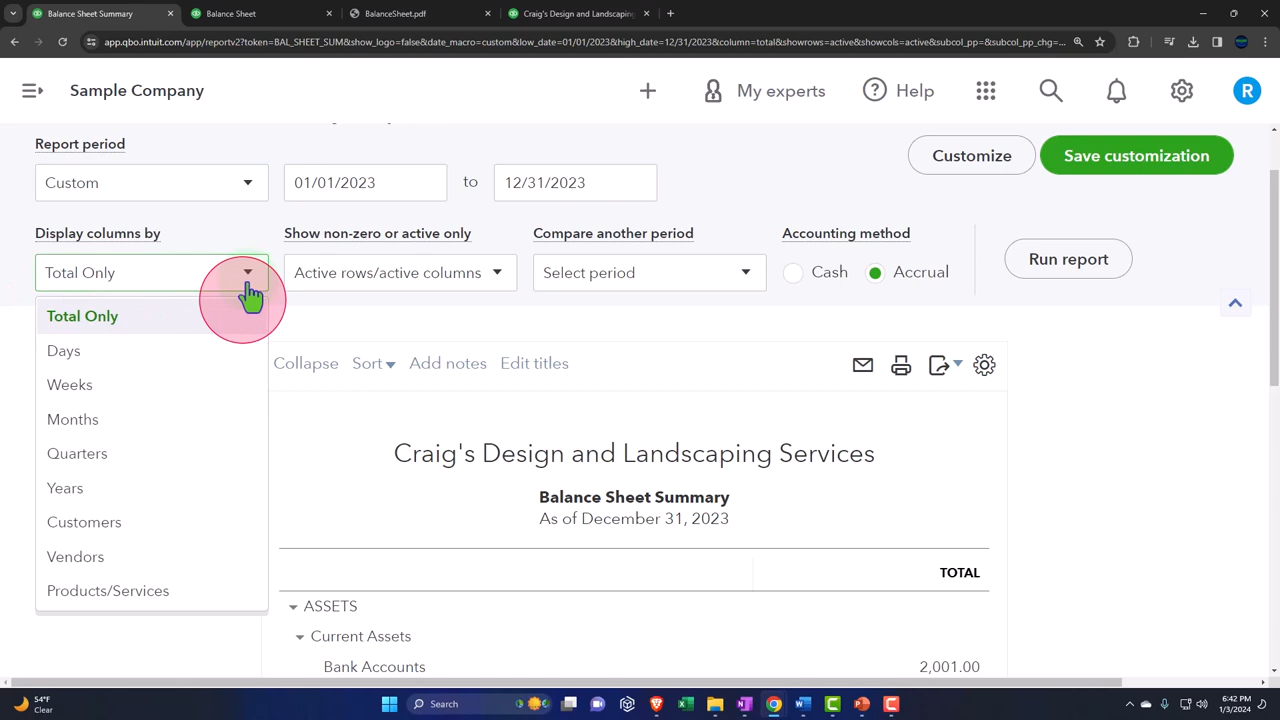 Balance Sheet Summary
Balance Sheet
BalanceSheet.pdf
Craig's Design and Landscaping
app.qbo.intuit.com/app/reportv2?token=BAL_SHEET_SUM&show_logo=false&date_macro=custom&low_date=01/01/2023&high_date=12/31/2023&column=total&showrows=active&showcols=active&subcol_pp=&subcol_pp_chg=...
Sample Company
My experts
Help
R
Report period
Custom
01/01/2023
to
12/31/2023
Customize
Save customization
Display columns by
Show non-zero or active only
Compare another period
Accounting method
Total Only
Active rows/active columns
Select period
Cash
Accrual
Run report
Total Only
Days
Weeks
Months
Quarters
Years
Customers
Vendors
Products/Services
Collapse
Sort
Add notes
Edit titles
Craig's Design and Landscaping Services
Balance Sheet Summary
As of December 31, 2023
TOTAL
ASSETS
Current Assets
Bank Accounts
2,001.00
54°F
Clear
Search
6:42 PM
1/3/2024